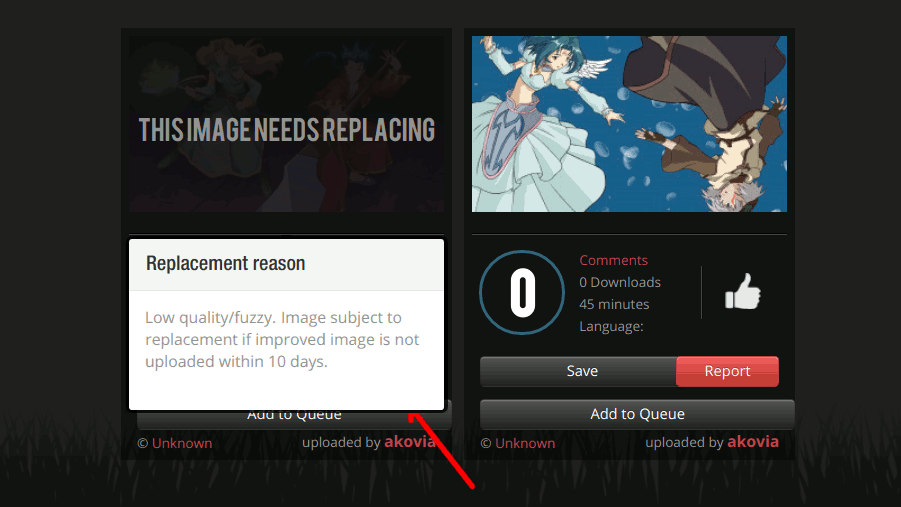 THIS IMAGE NEEDS REPLACING
Replacement reason
Low quality/fuzzy. Image subject to
replacement if improved image is not
uploaded within 10 days.
Add to Queue
© Unknown
uploaded by akovia
0
Comments
0 Downloads
45 minutes
Language:
Save
Report
Add to Queue
© Unknown
uploaded by akovia